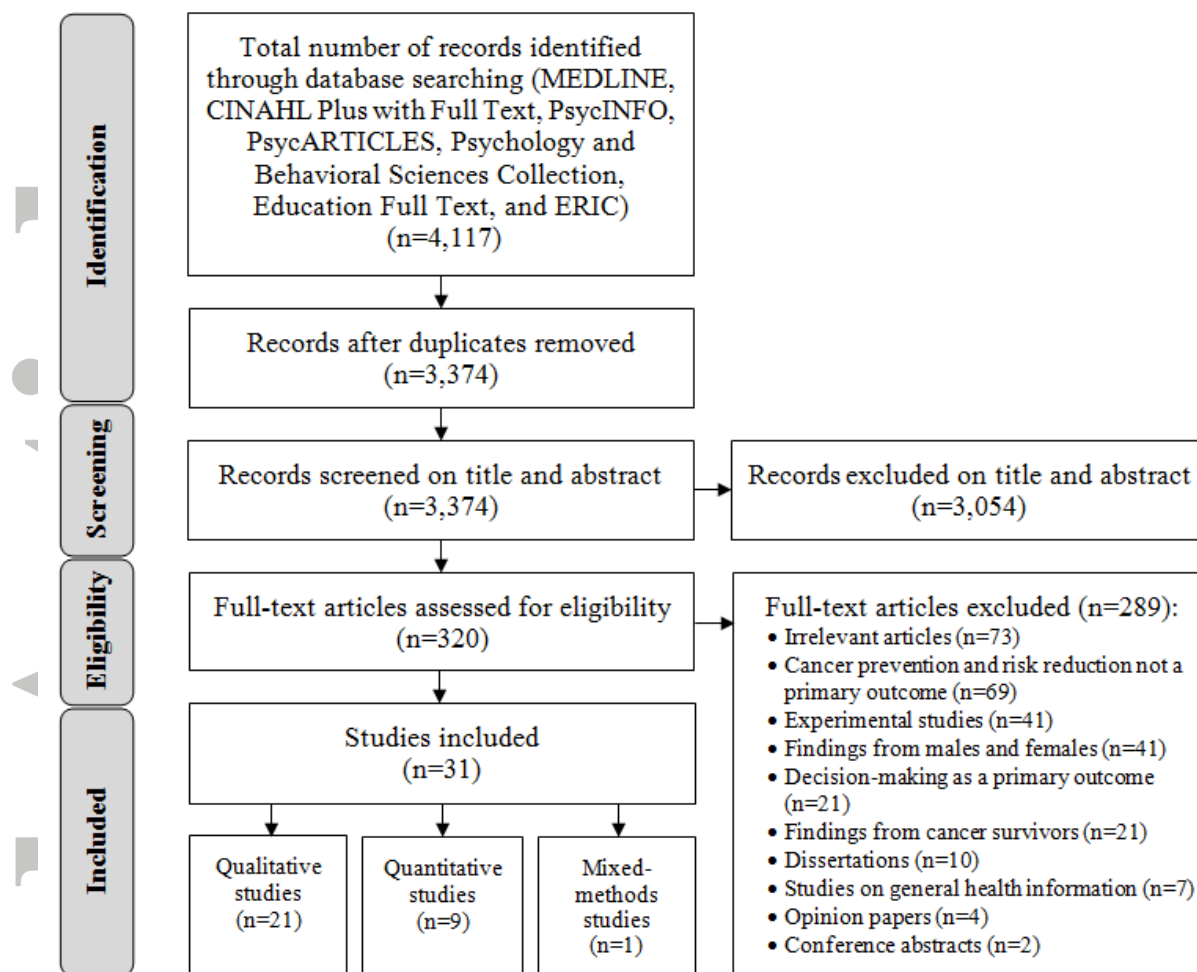 Identification
Total number of records identified
through database searching (MEDLINE,
CINAHL Plus with Full Text, PsycINFO,
PsycARTICLES, Psychology and
Behavioral Sciences Collection,
Education Full Text, and ERIC)
(n=4,117)
Records after duplicates removed
(n=3,374)
Screening
Records screened on title and abstract
(n=3,374)
Records excluded on title and abstract
(n=3,054)
Eligibility
Full-text articles assessed for eligibility
(n=320)
Full-text articles excluded (n=289):
• Irrelevant articles (n=73)
• Cancer prevention and risk reduction not a
primary outcome (n=69)
• Experimental studies (n=41)
• Findings from males and females (n=41)
• Decision-making as a primary outcome
(n=21)
• Findings from cancer survivors (n=21)
• Dissertations (n=10)
• Studies on general health information (n=7)
• Opinion papers (n=4)
• Conference abstracts (n=2)
Included
Studies included
(n=31)
Qualitative
studies
(n=21)
Quantitative
studies
(n=9)
Mixed-
methods
studies
(n=1)